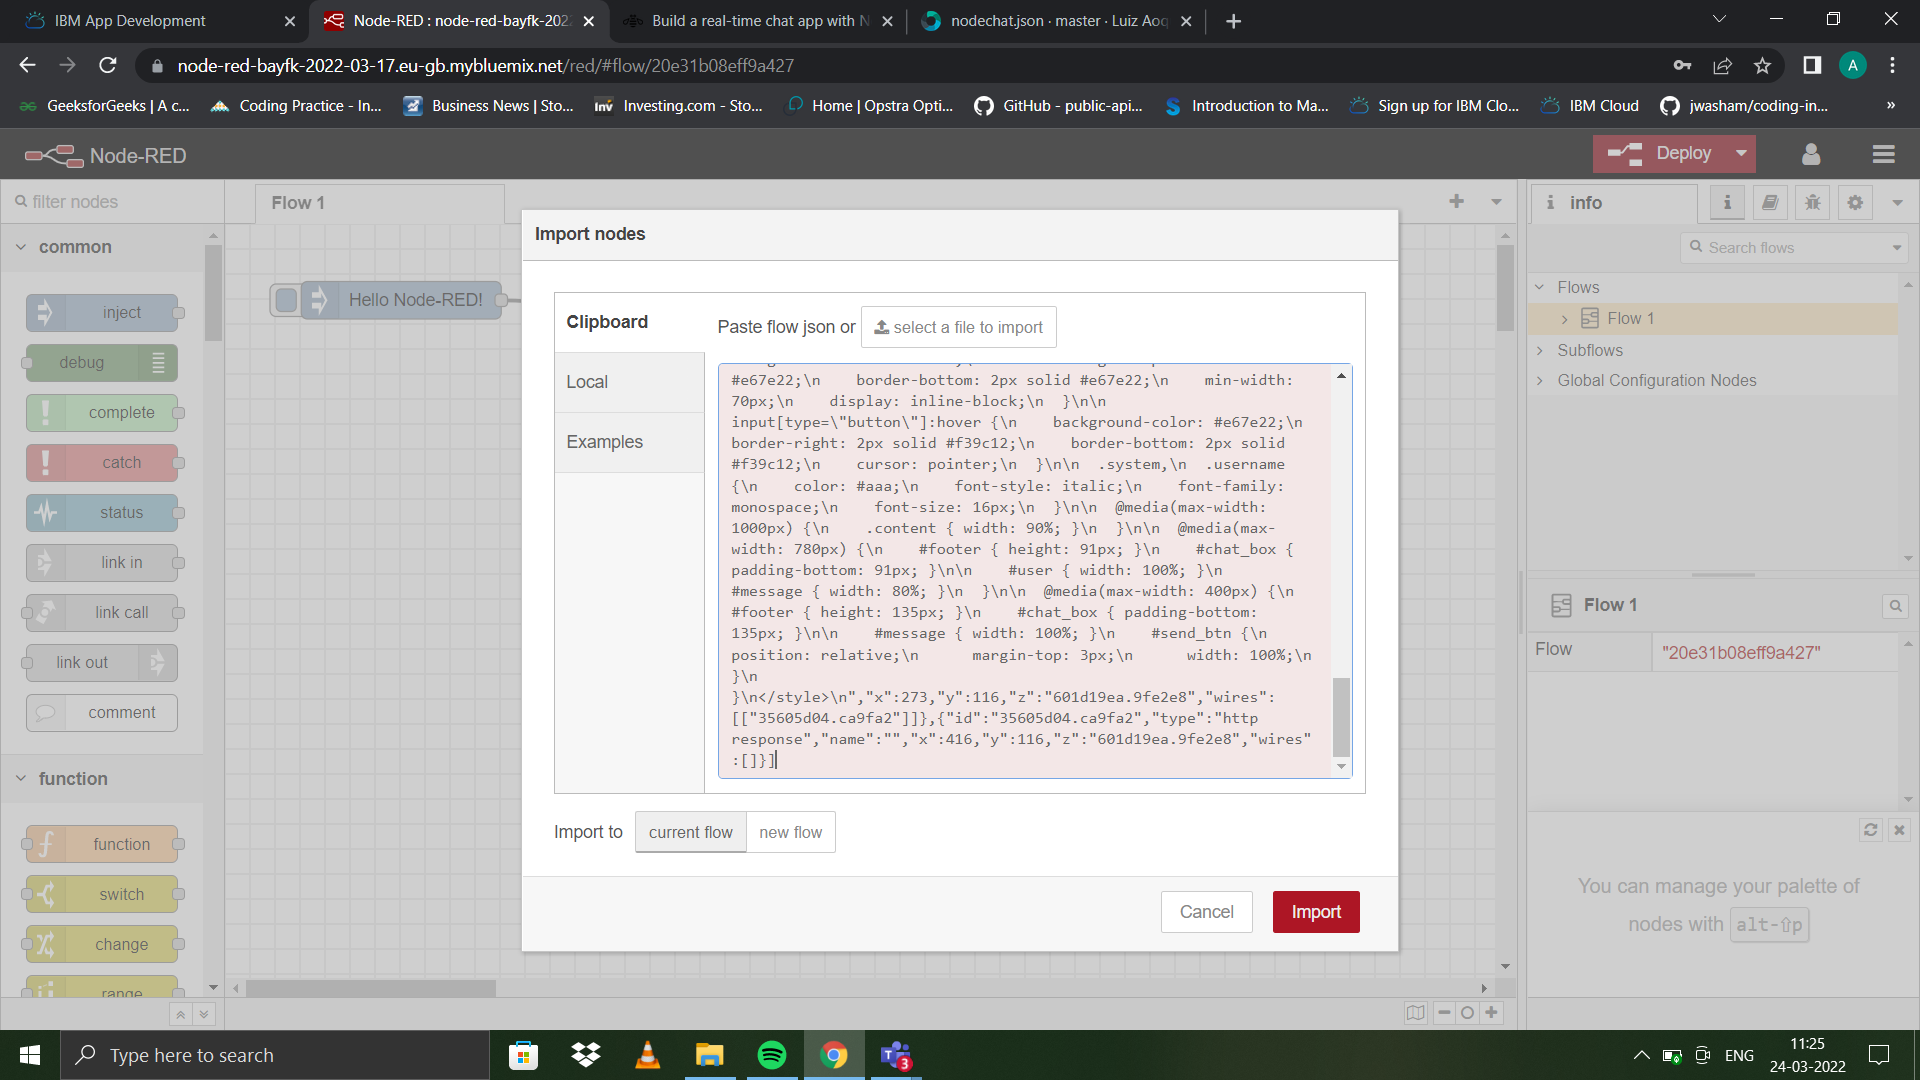 IBM App Development
Node-RED : node-red-bayfk-202
Build a real-time chat app with N
nodechat.json · master · Luiz Aoq
node-red-bayfk-2022-03-17.eu-gb.mybluemix.net/red/#flow/20e31b08eff9a427
A
GeeksforGeeks | A c...
Coding Practice - In...
Business News | Sto...
Inv
Investing.com - Sto...
Home | Opstra Opti...
GitHub - public-api...
Introduction to Ma...
Sign up for IBM Clo...
IBM Cloud
jwasham/coding-in...
»
Node-RED
Deploy
filter nodes
Flow 1
info
Search flows
common
inject
debug
complete
catch
status
link in
link call
link out
comment
function
function
switch
change
range
Hello Node-RED!
Import nodes
Clipboard
Local
Examples
Paste flow json or
select a file to import
#e67e22;\n    border-bottom: 2px solid #e67e22;\n    min-width:
70px;\n    display: inline-block;\n  }\n\n
input[type=\"button\"]:hover {\n    background-color: #e67e22;\n
border-right: 2px solid #f39c12;\n    border-bottom: 2px solid
#f39c12;\n    cursor: pointer;\n  }\n\n  .system,\n  .username
{\n    color: #aaa;\n    font-style: italic;\n    font-family:
monospace;\n    font-size: 16px;\n  }\n\n  @media(max-width:
1000px) {\n    .content { width: 90%; }\n  }\n\n  @media(max-
width: 780px) {\n    #footer { height: 91px; }\n    #chat_box {
padding-bottom: 91px; }\n\n    #user { width: 100%; }\n
#message { width: 80%; }\n  }\n\n  @media(max-width: 400px) {\n
#footer { height: 135px; }\n    #chat_box { padding-bottom:
135px; }\n\n    #message { width: 100%; }\n    #send_btn {\n
position: relative;\n      margin-top: 3px;\n      width: 100%;\n
}\n
}\n</style>\n","x":273,"y":116,"z":"601d19ea.9fe2e8","wires":
[["35605d04.ca9fa2"]]},{"id":"35605d04.ca9fa2","type":"http
response","name":"","x":416,"y":116,"z":"601d19ea.9fe2e8","wires"
:[]}]
Import to
current flow
new flow
Cancel
Import
Flows
Flow 1
Subflows
Global Configuration Nodes
Flow 1
Flow
"20e31b08eff9a427"
You can manage your palette of
nodes with alt-⇧p
Type here to search
T
3
ENG
11:25
24-03-2022